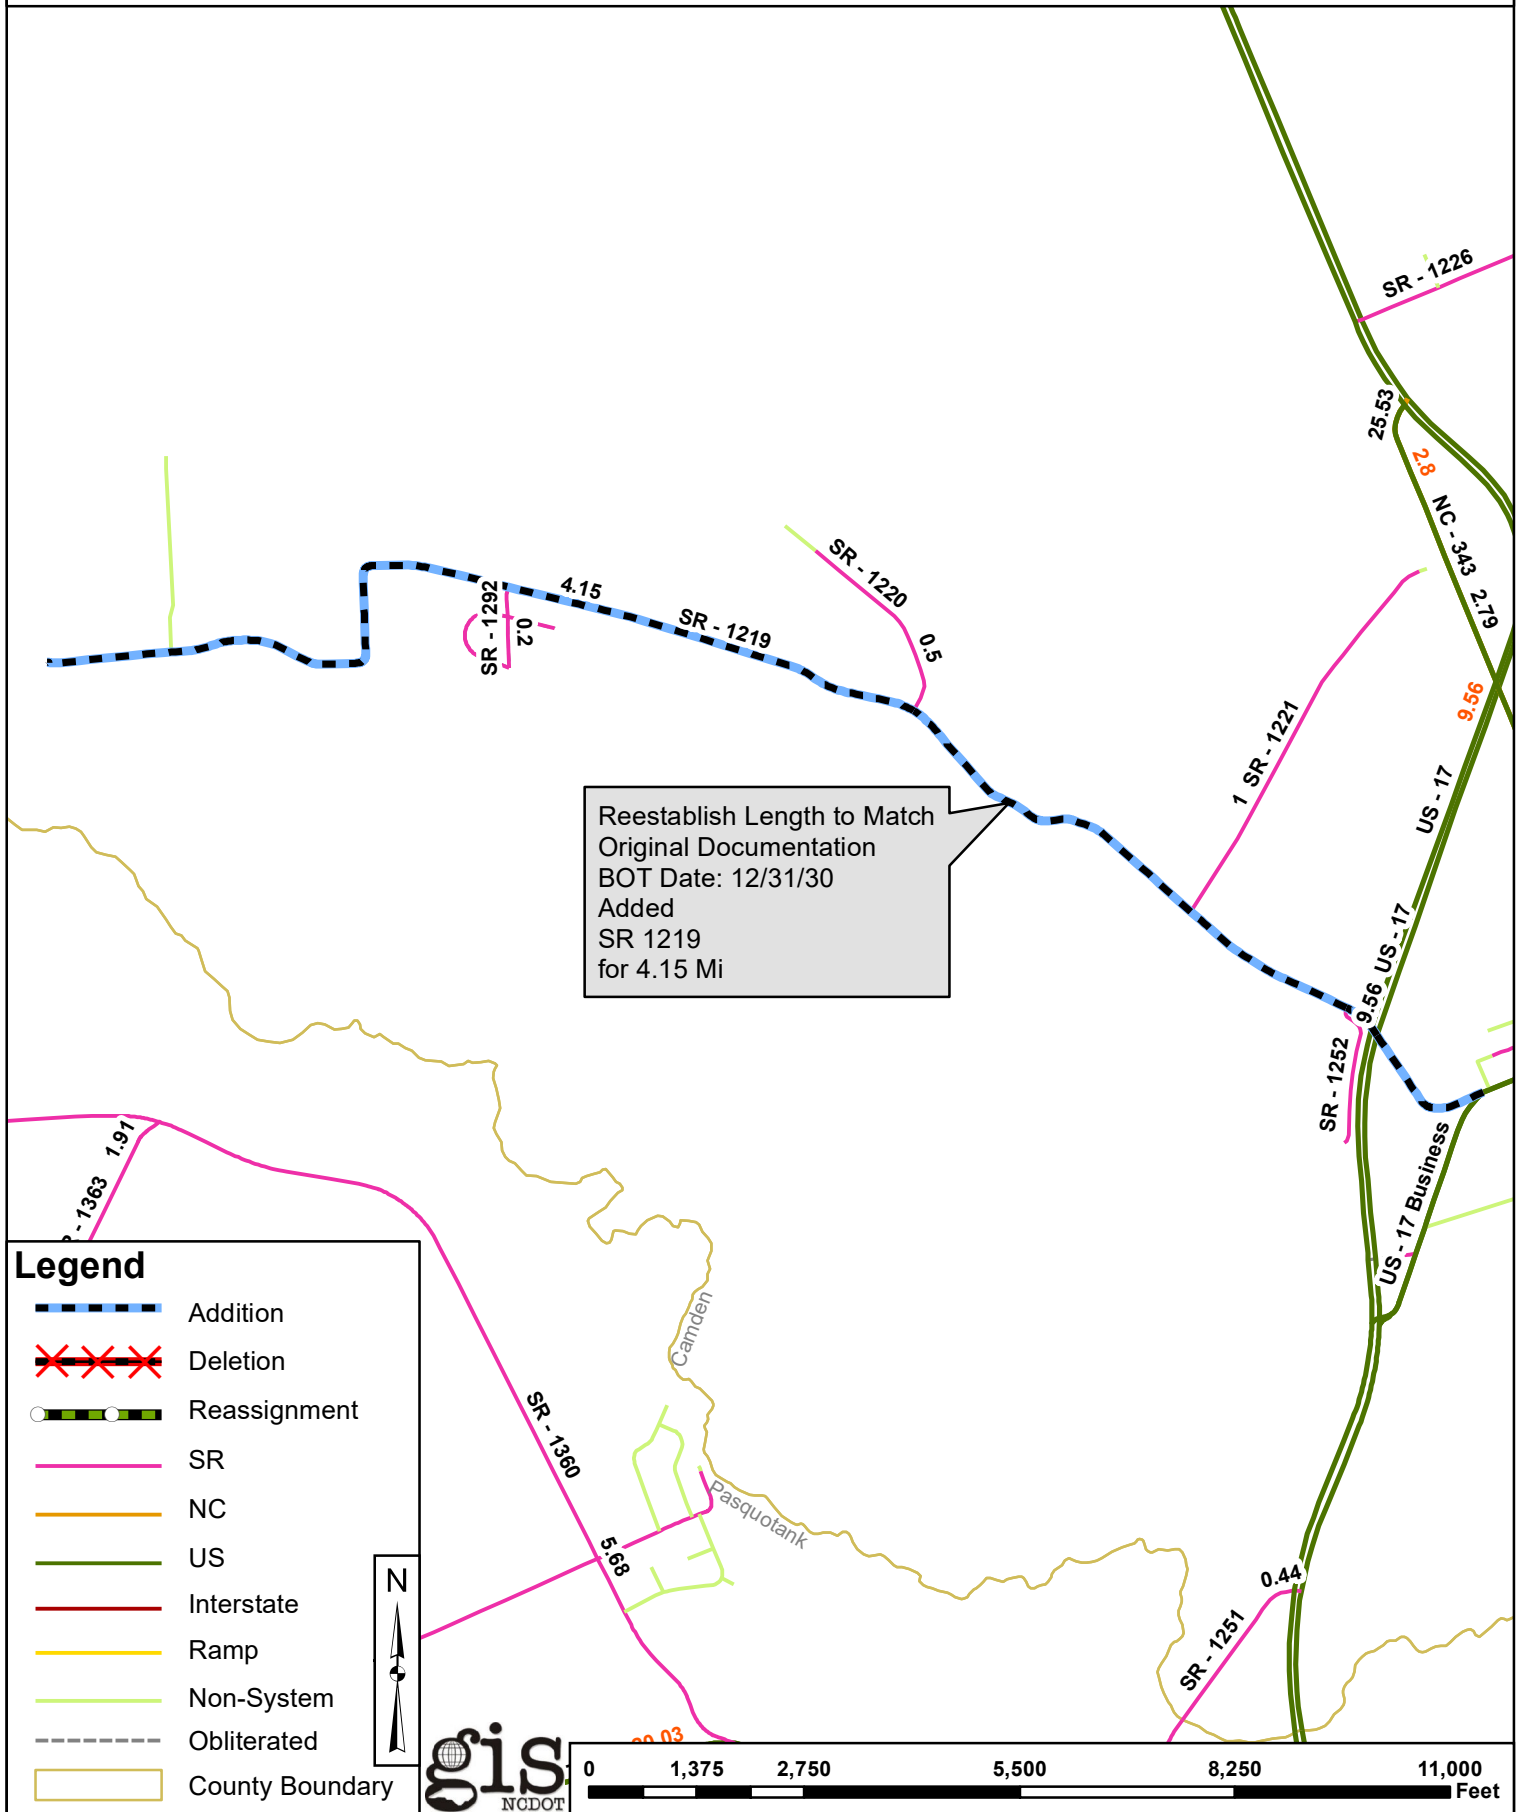 SR - 1226
25.53
2.8
NC - 343 2.79
SR - 1220
0.5
4.15
SR - 1219
SR - 1292
0.2
9.56
1 SR - 1221
US - 17
Reestablish Length to Match
Original Documentation
BOT Date: 12/31/30
Added
SR 1219
for 4.15 Mi
9.56 US - 17
SR - 1252
US - 17 Business
1.91
- 1363
Camden
SR - 1360
Pasquotank
5.68
0.44
SR - 1251
Legend
Addition
Deletion
Reassignment
SR
NC
US
Interstate
Ramp
Non-System
Obliterated
County Boundary
N
gis
NCDOT
0 1,375 2,750 5,500 8,250 11,000
Feet